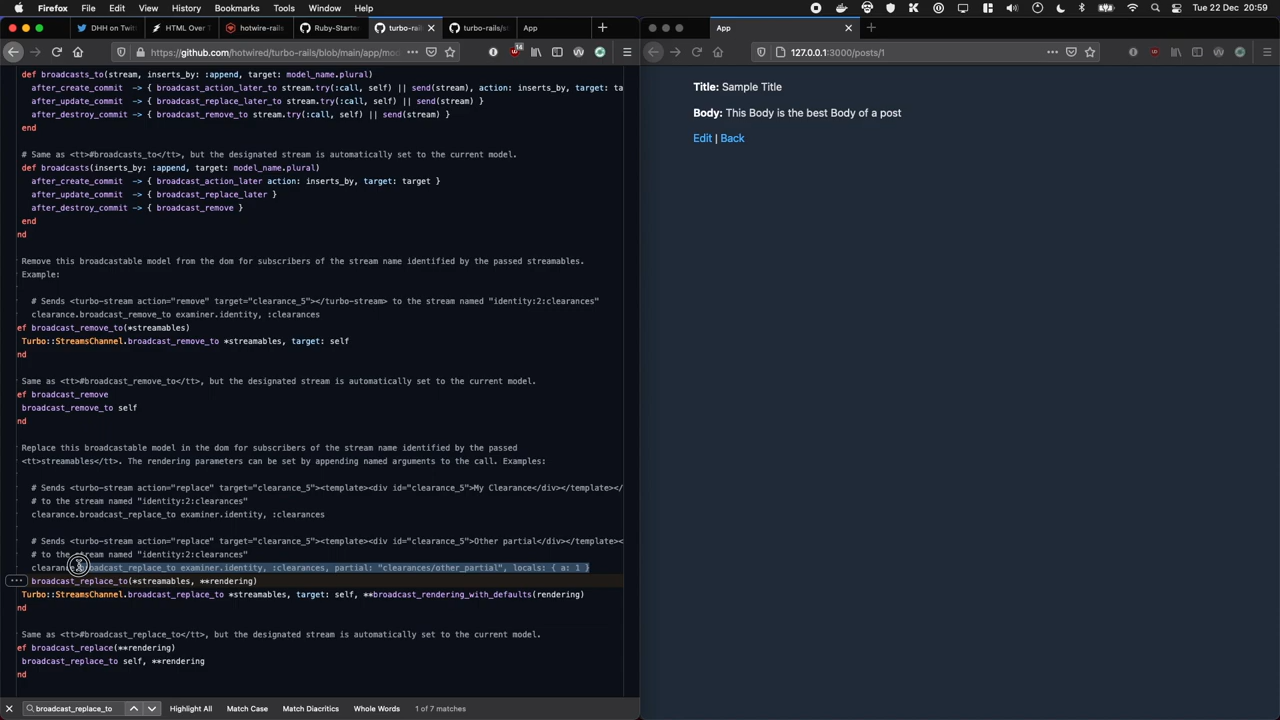 Firefox File Edit View History Bookmarks Tools Window Help Tue 22 Dec 20:59
DHH on Twitt HTML Over T hotwire-rails Ruby-Starter turbo-rai turbo-rails/st App
App
https://github.com/hotwired/turbo-rails/blob/main/app/mod
14
127.0.0.1:3000/posts/1
def broadcasts_to(stream, inserts_by: :append, target: model_name.plural)
after_create_commit -> { broadcast_action_later_to stream.try(:call, self) || send(stream), action: inserts_by, target: ta
after_update_commit -> { broadcast_replace_later_to stream.try(:call, self) || send(stream) }
after_destroy_commit -> { broadcast_remove_to stream.try(:call, self) || send(stream) }
end
# Same as <tt>#broadcasts_to</tt>, but the designated stream is automatically set to the current model.
def broadcasts(inserts_by: :append, target: model_name.plural)
after_create_commit -> { broadcast_action_later action: inserts_by, target: target }
after_update_commit -> { broadcast_replace_later }
after_destroy_commit -> { broadcast_remove }
end
nd
Remove this broadcastable model from the dom for subscribers of the stream name identified by the passed streamables.
Example:
# Sends <turbo-stream action="remove" target="clearance_5"></turbo-stream> to the stream named "identity:2:clearances"
clearance.broadcast_remove_to examiner.identity, :clearances
ef broadcast_remove_to(*streamables)
Turbo::StreamsChannel.broadcast_remove_to *streamables, target: self
nd
Same as <tt>#broadcast_remove_to</tt>, but the designated stream is automatically set to the current model.
ef broadcast_remove
broadcast_remove_to self
nd
Replace this broadcastable model in the dom for subscribers of the stream name identified by the passed
<tt>streamables</tt>. The rendering parameters can be set by appending named arguments to the call. Examples:
# Sends <turbo-stream action="replace" target="clearance_5"><template><div id="clearance_5">My Clearance</div></template></
# to the stream named "identity:2:clearances"
clearance.broadcast_replace_to examiner.identity, :clearances
# Sends <turbo-stream action="replace" target="clearance_5"><template><div id="clearance_5">Other partial</div></template><
# to the stream named "identity:2:clearances"
clearance.broadcast_replace_to examiner.identity, :clearances, partial: "clearances/other_partial", locals: { a: 1 }
broadcast_replace_to(*streamables, **rendering)
Turbo::StreamsChannel.broadcast_replace_to *streamables, target: self, **broadcast_rendering_with_defaults(rendering)
nd
Same as <tt>#broadcast_replace_to</tt>, but the designated stream is automatically set to the current model.
ef broadcast_replace(**rendering)
broadcast_replace_to self, **rendering
nd
broadcast_replace_to Highlight All Match Case Match Diacritics Whole Words 1 of 7 matches
Title: Sample Title
Body: This Body is the best Body of a post
Edit | Back